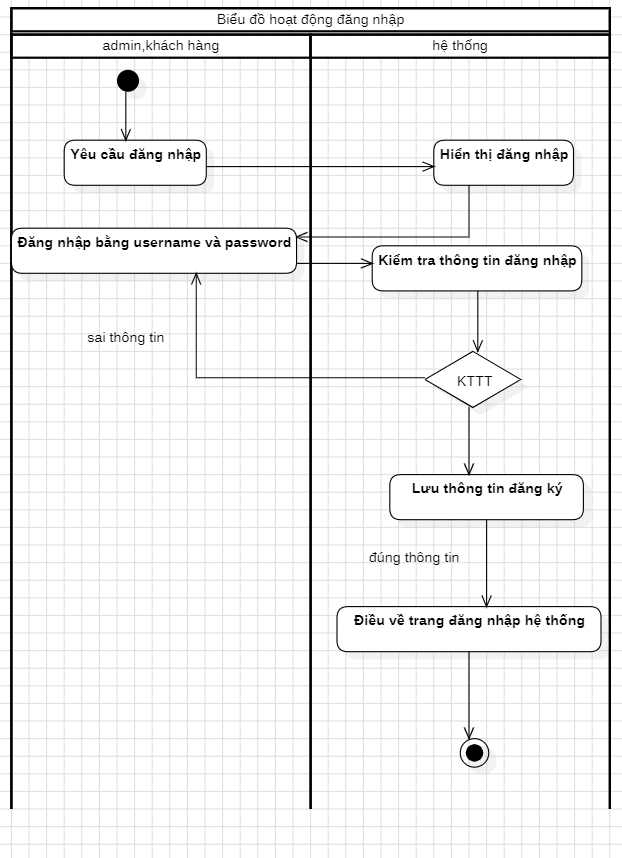 Biểu đồ hoạt động đăng nhập
admin,khách hàng
hệ thống
Yêu cầu đăng nhập
Hiển thị đăng nhập
Đăng nhập bằng username và password
Kiểm tra thông tin đăng nhập
sai thông tin
KTTT
Lưu thông tin đăng ký
đúng thông tin
Điều về trang đăng nhập hệ thống